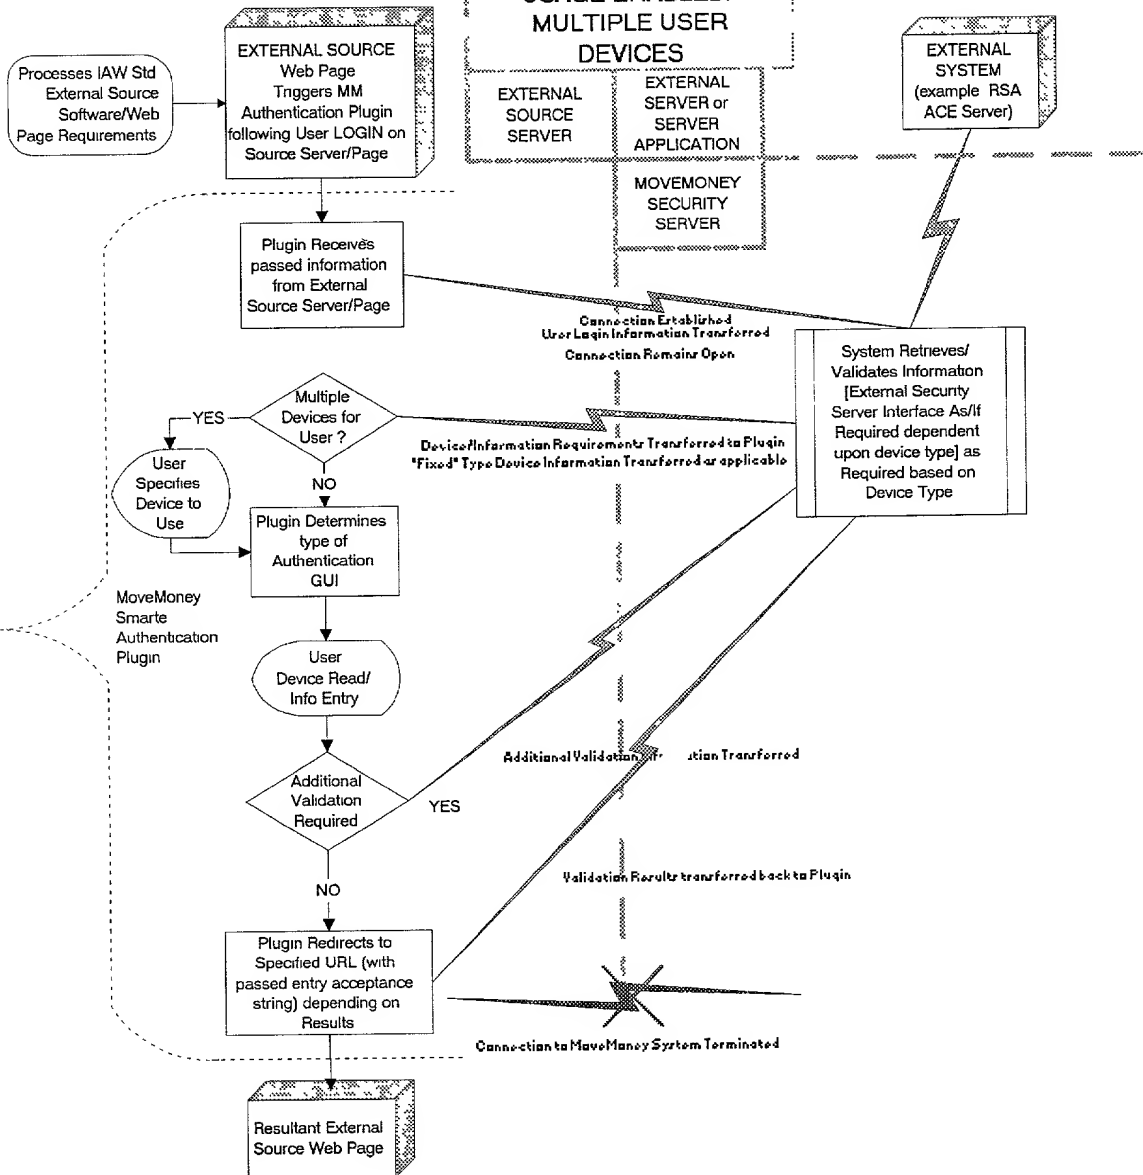 MULTIPLE USER
DEVICES
EXTERNAL SOURCE
Web Page
Triggers MM
Authentication Plugin
following User LOGIN on
Source Server/Page
Processes IAW Std
External Source
Software/Web
Page Requirements
EXTERNAL
SOURCE
SERVER
EXTERNAL
SERVER or
SERVER
APPLICATION
EXTERNAL
SYSTEM
(example RSA
ACE Server)
MOVEMONEY
SECURITY
SERVER
Plugin Receives
passed information
from External
Source Server/Page
Connection Established
User Login Information Transferred
Connection Remains Open
System Retrieves/
Validates Information
[External Security
Server Interface As/If
Required dependent
upon device type] as
Required based on
Device Type
Multiple
Devices for
User ?
YES
NO
Device/Information Requirements Transferred to Plugin
"Fixed" Type Device Information Transferred as applicable
User
Specifies
Device to
Use
Plugin Determines
type of
Authentication
GUI
MoveMoney
Smarte
Authentication
Plugin
User
Device Read/
Info Entry
Additional Validation Transferred
Additional
Validation
Required
YES
NO
Validation Results transferred back to Plugin
Plugin Redirects to
Specified URL (with
passed entry acceptance
string) depending on
Results
Connection to MoveMoney System Terminated
Resultant External
Source Web Page